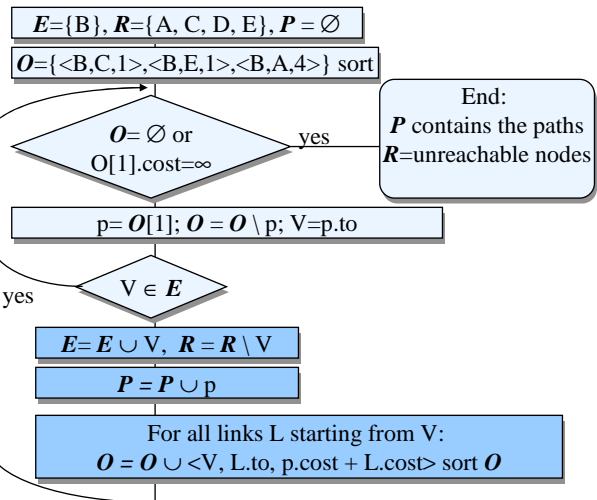 E={B}, R={A, C, D, E}, P = ∅
O={<B,C,1>,<B,E,1>,<B,A,4>} sort
O= ∅ or
O[1].cost=∞
yes
End:
P contains the paths
R=unreachable nodes
p= O[1]; O = O \ p; V=p.to
V ∈ E
yes
E= E ∪ V, R = R \ V
P = P ∪ p
For all links L starting from V:
O = O ∪ <V, L.to, p.cost + L.cost> sort O